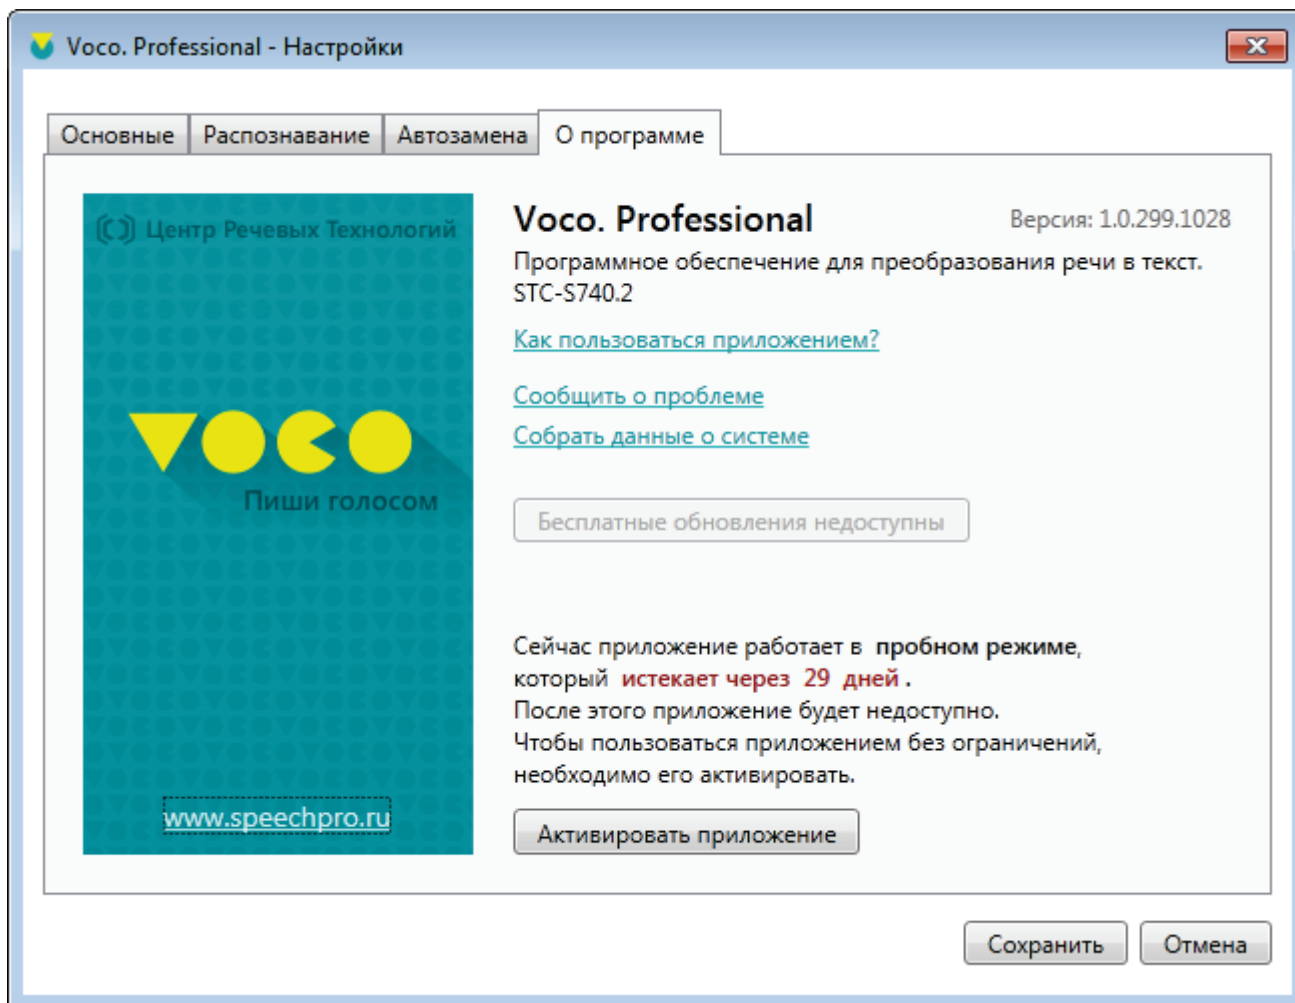 Voco. Professional - Настройки
Основные
Распознавание
Автозамена
О программе
Центр Речевых Технологий
VOCO
Пиши голосом
www.speechpro.ru
Voco. Professional
Версия: 1.0.299.1028
Программное обеспечение для преобразования речи в текст.
STC-S740.2
Как пользоваться приложением?
Сообщить о проблеме
Собрать данные о системе
Бесплатные обновления недоступны
Сейчас приложение работает в пробном режиме,
который истекает через 29 дней .
После этого приложение будет недоступно.
Чтобы пользоваться приложением без ограничений,
необходимо его активировать.
Активировать приложение
Сохранить
Отмена